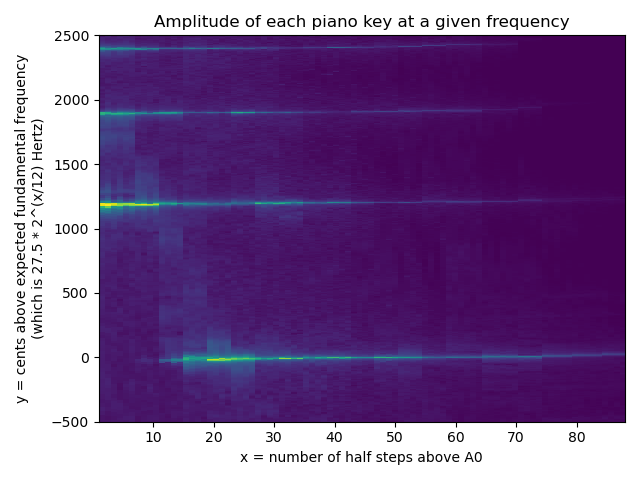 Amplitude of each piano key at a given frequency
y = cents above expected fundamental frequency
(which is 27.5 * 2^(x/12) Hertz)
2500
2000
1500
1000
500
0
−500
10 20 30 40 50 60 70 80
x = number of half steps above A0